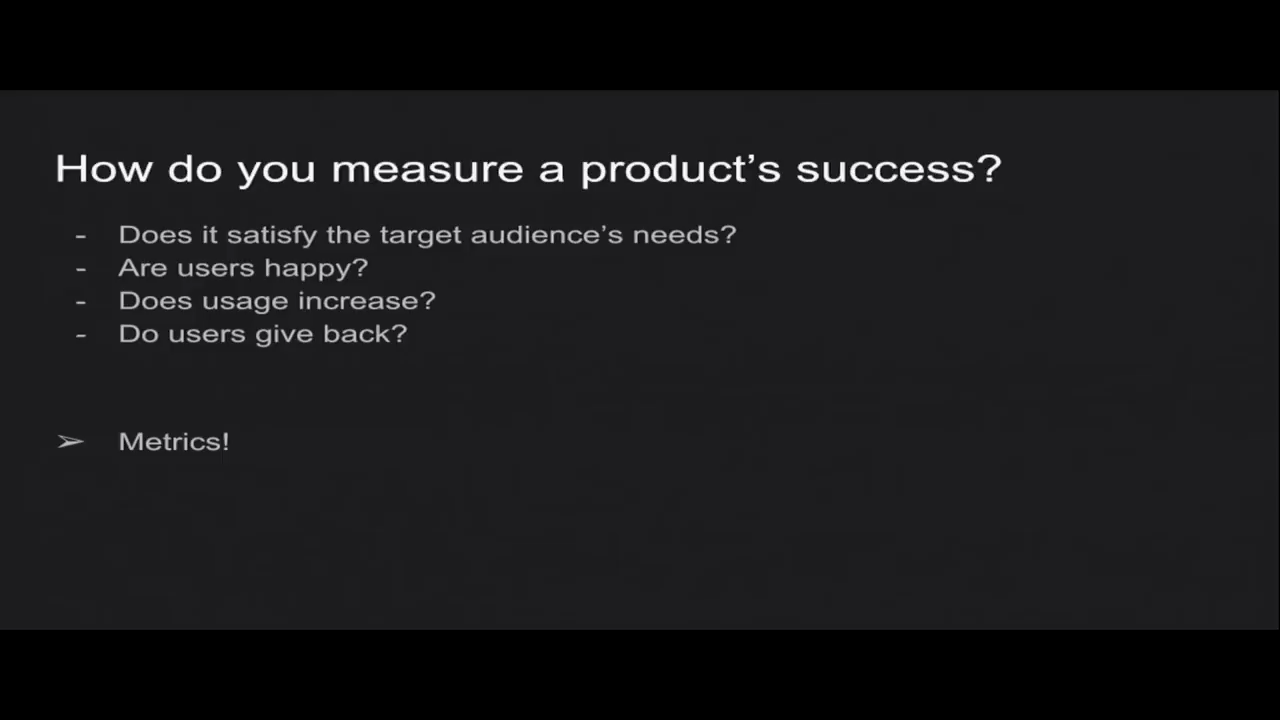 How do you measure a product’s success?
- Does it satisfy the target audience’s needs?
- Are users happy?
- Does usage increase?
- Do users give back?
➢ Metrics!